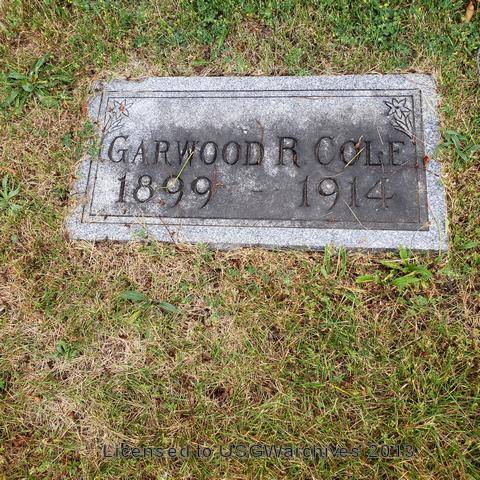 GARWOOD R COLE
1899 - 1914
Licensed to USGWarchives 2013